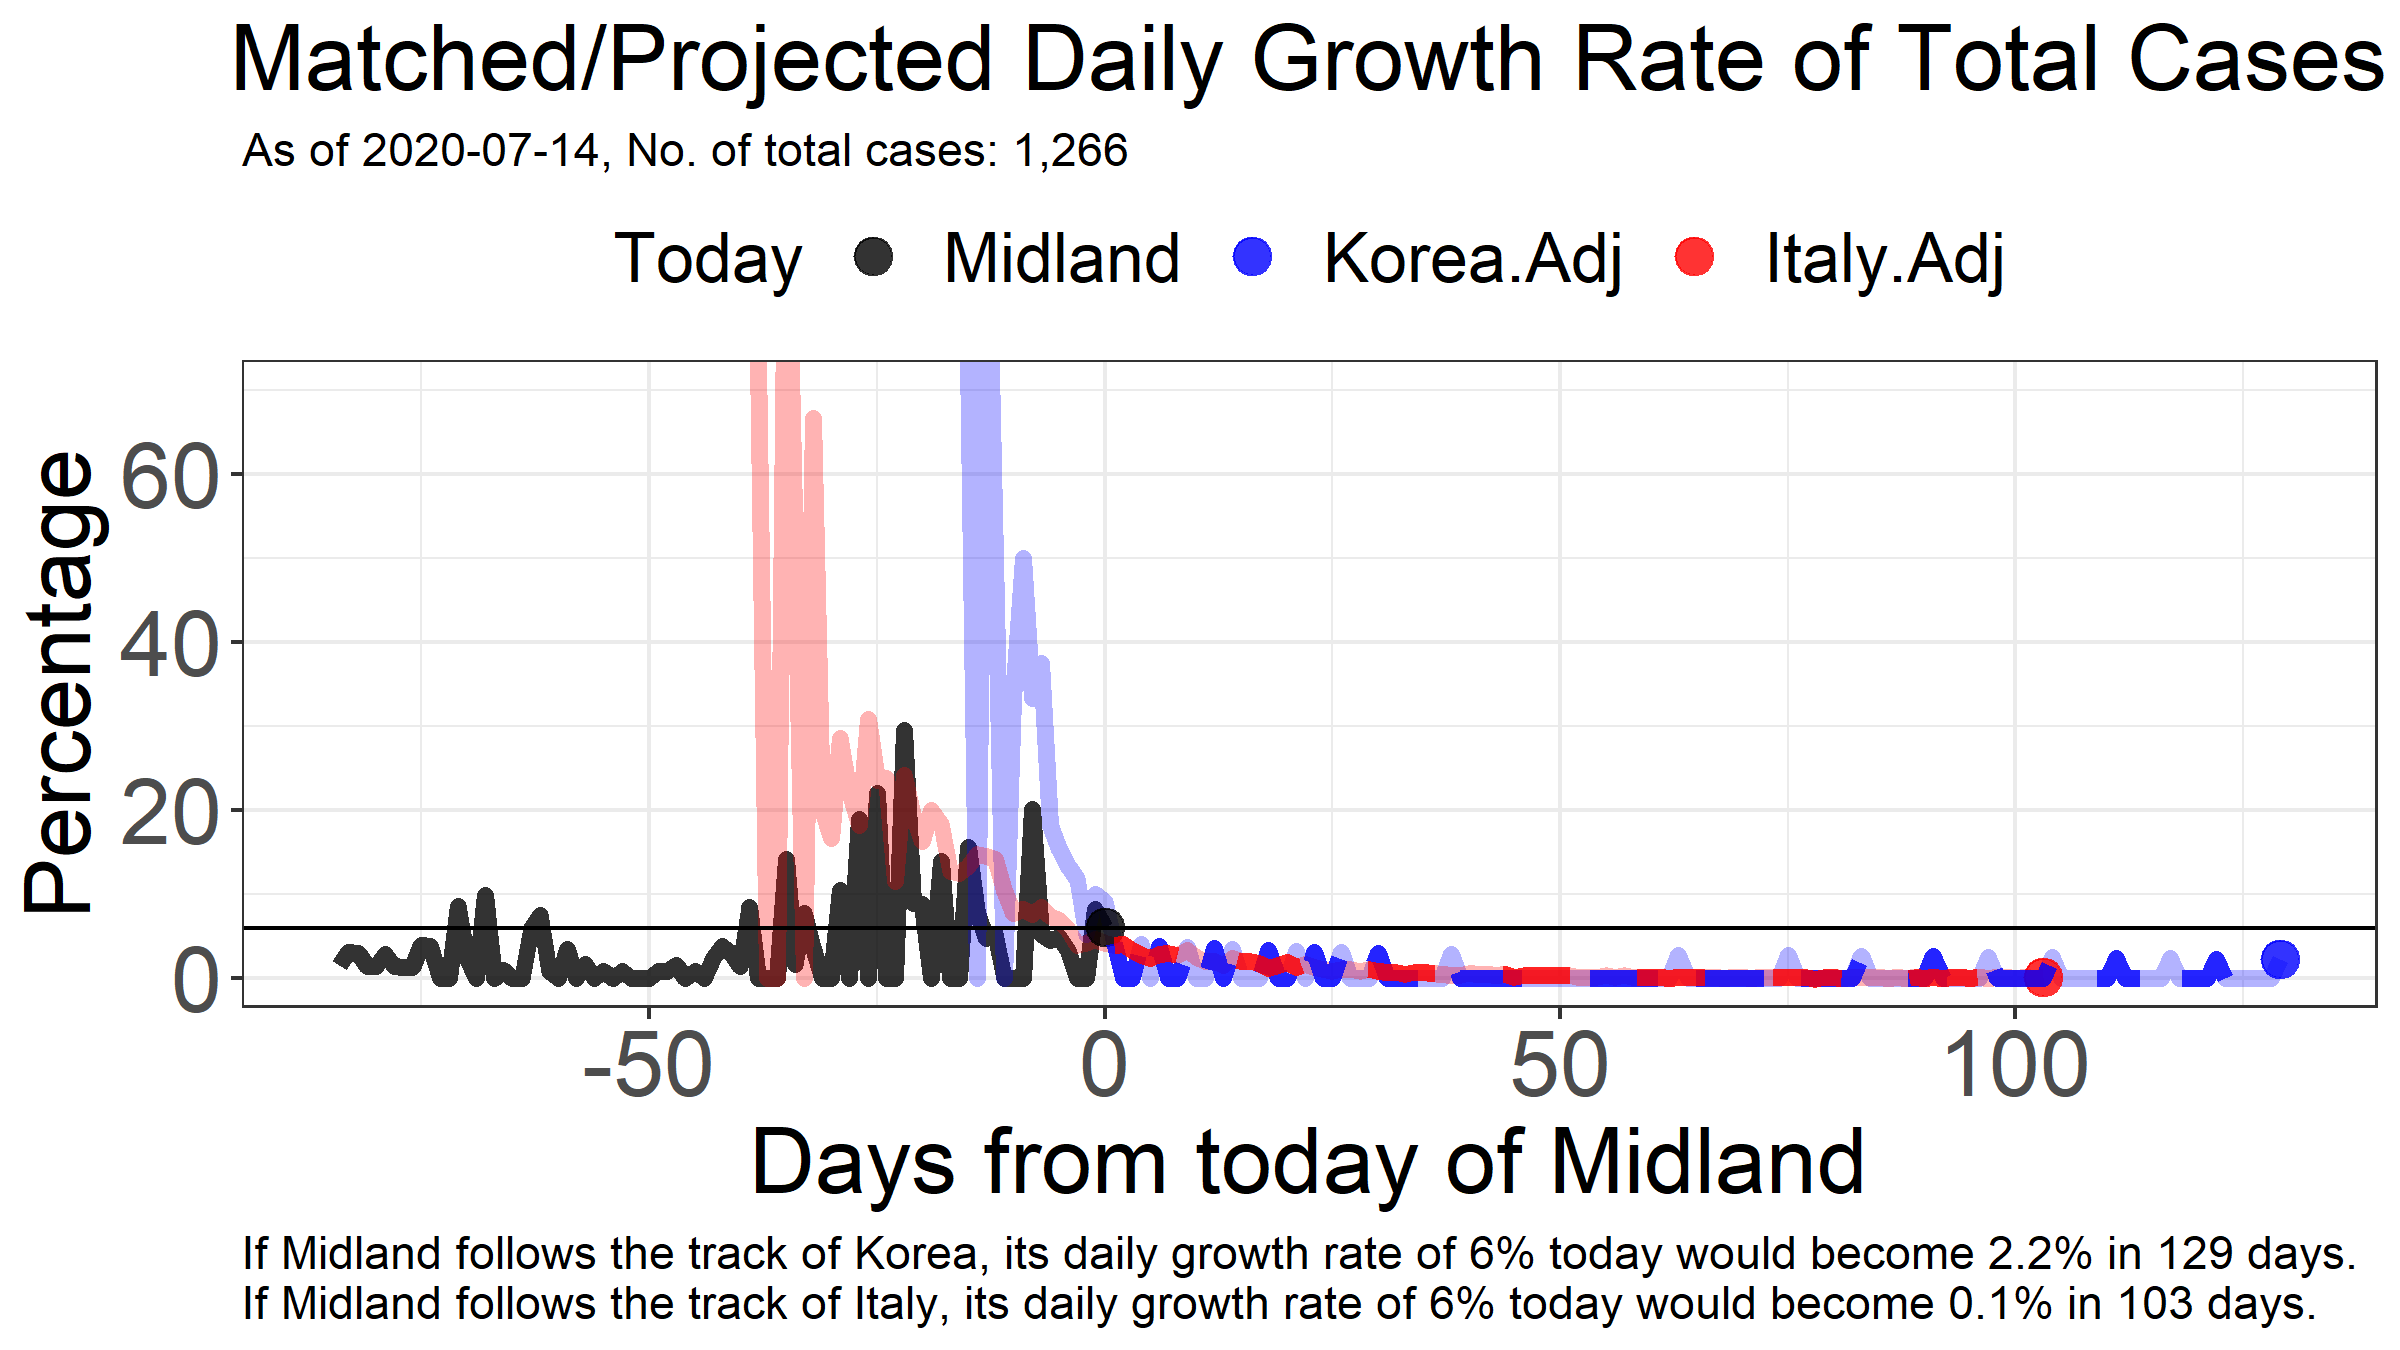 Matched/Projected Daily Growth Rate of Total Cases
As of 2020-07-14, No. of total cases: 1,266
Today Midland Korea.Adj Italy.Adj
Percentage
60
40
20
0
-50 0 50 100
Days from today of Midland
If Midland follows the track of Korea, its daily growth rate of 6% today would become 2.2% in 129 days.
If Midland follows the track of Italy, its daily growth rate of 6% today would become 0.1% in 103 days.